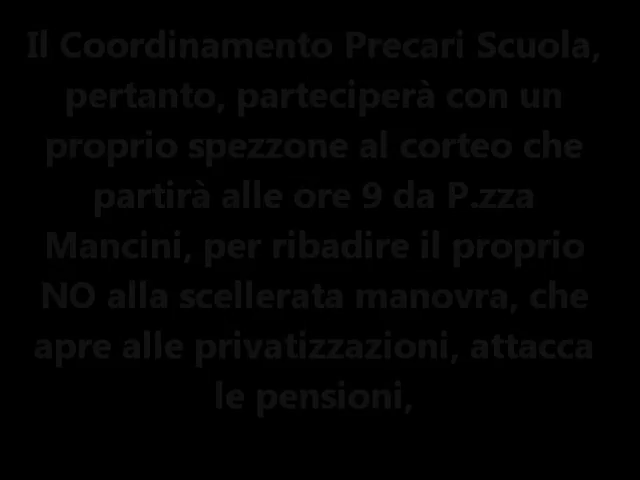 Il Coordinamento Precari Scuola,
pertanto, parteciperà con un
proprio spezzone al corteo che
partirà alle ore 9 da P.zza
Mancini, per ribadire il proprio
NO alla scellerata manovra, che
apre alle privatizzazioni, attacca
le pensioni,